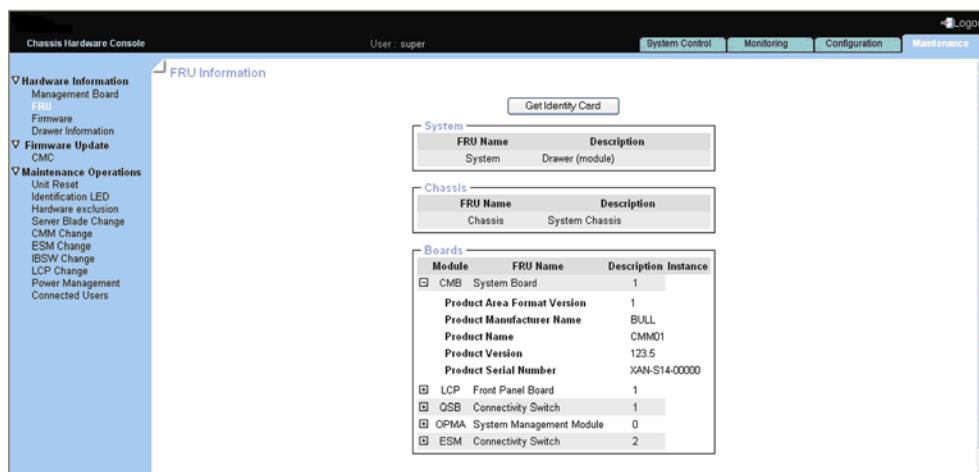 Logo
Chassis Hardware Console
User : super
System Control
Monitoring
Configuration
Maintenance
Hardware Information
Management Board
FRU
Firmware
Drawer Information
Firmware Update
CMC
Maintenance Operations
Unit Reset
Identification LED
Hardware exclusion
Server Blade Change
CMM Change
ESM Change
IBSW Change
LCP Change
Power Management
Connected Users
FRU Information
Get Identity Card
System
FRU Name Description
System Drawer (module)
Chassis
FRU Name Description
Chassis System Chassis
Boards
Module FRU Name Description Instance
CMB System Board 1
Product Area Format Version 1
Product Manufacturer Name BULL
Product Name CMM01
Product Version 123.5
Product Serial Number XAN-S14-00000
LCP Front Panel Board 1
QSB Connectivity Switch 1
OPMA System Management Module 0
ESM Connectivity Switch 2